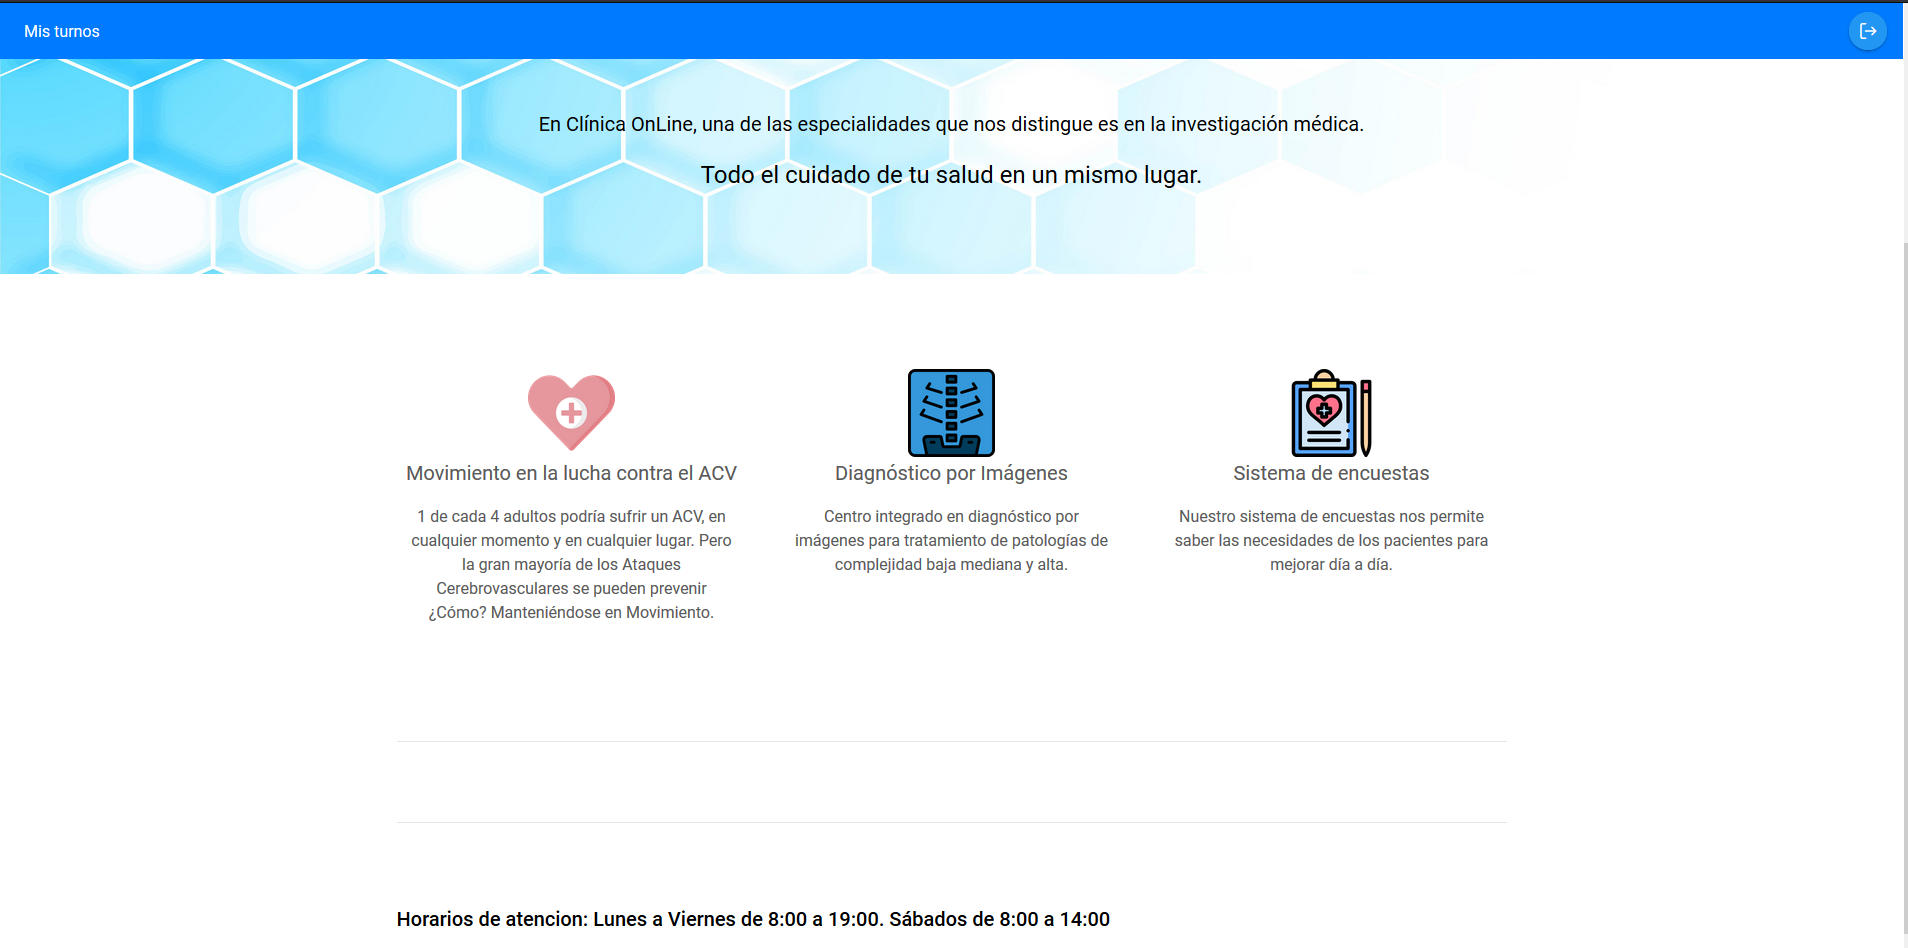 Mis turnos
En Clínica OnLine, una de las especialidades que nos distingue es en la investigación médica.
Todo el cuidado de tu salud en un mismo lugar.
Movimiento en la lucha contra el ACV
1 de cada 4 adultos podría sufrir un ACV, en
cualquier momento y en cualquier lugar. Pero
la gran mayoría de los Ataques
Cerebrovasculares se pueden prevenir
¿Cómo? Manteniéndose en Movimiento.
Diagnóstico por Imágenes
Centro integrado en diagnóstico por
imágenes para tratamiento de patologías de
complejidad baja mediana y alta.
Sistema de encuestas
Nuestro sistema de encuestas nos permite
saber las necesidades de los pacientes para
mejorar día a día.
Horarios de atencion: Lunes a Viernes de 8:00 a 19:00. Sábados de 8:00 a 14:00